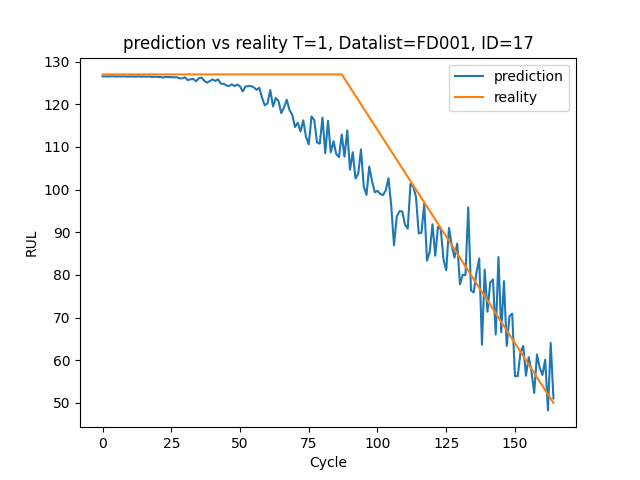 prediction vs reality T=1, Datalist=FD001, ID=17
prediction
reality
130
120
110
100
90
80
70
60
50
RUL
0 25 50 75 100 125 150
Cycle